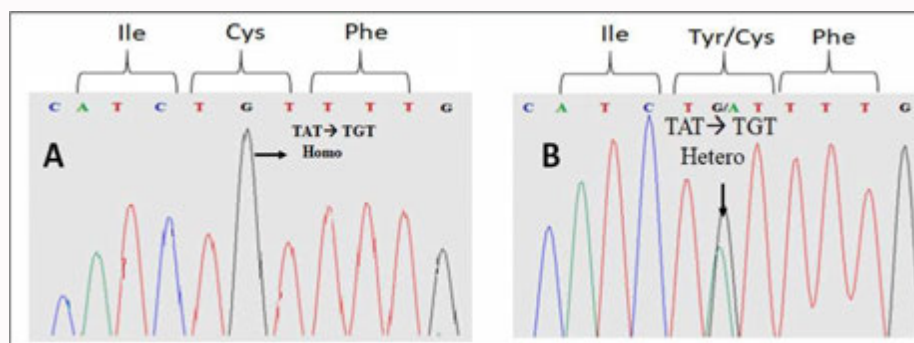 Ile Cys Phe
C A T C T G T T T T G
TAT→ TGT
Homo
A
Ile Tyr/Cys Phe
C A T C T G/A T T T T G
TAT→ TGT
Hetero
B